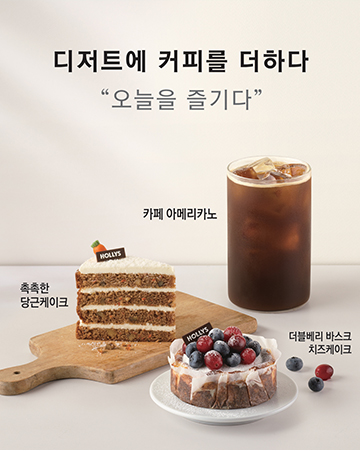 디저트에 커피를 더하다
“오늘을 즐기다”
카페 아메리카노
HOLLYS
촉촉한
당근케이크
HOLLYS
더블베리 바스크
치즈케이크